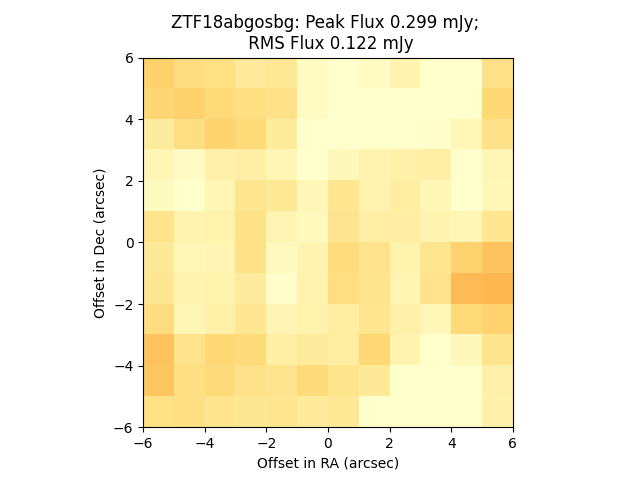 ZTF18abgosbg: Peak Flux 0.299 mJy;
RMS Flux 0.122 mJy
6
4
2
0
−2
−4
−6
Offset in Dec (arcsec)
−6 −4 −2 0 2 4 6
Offset in RA (arcsec)